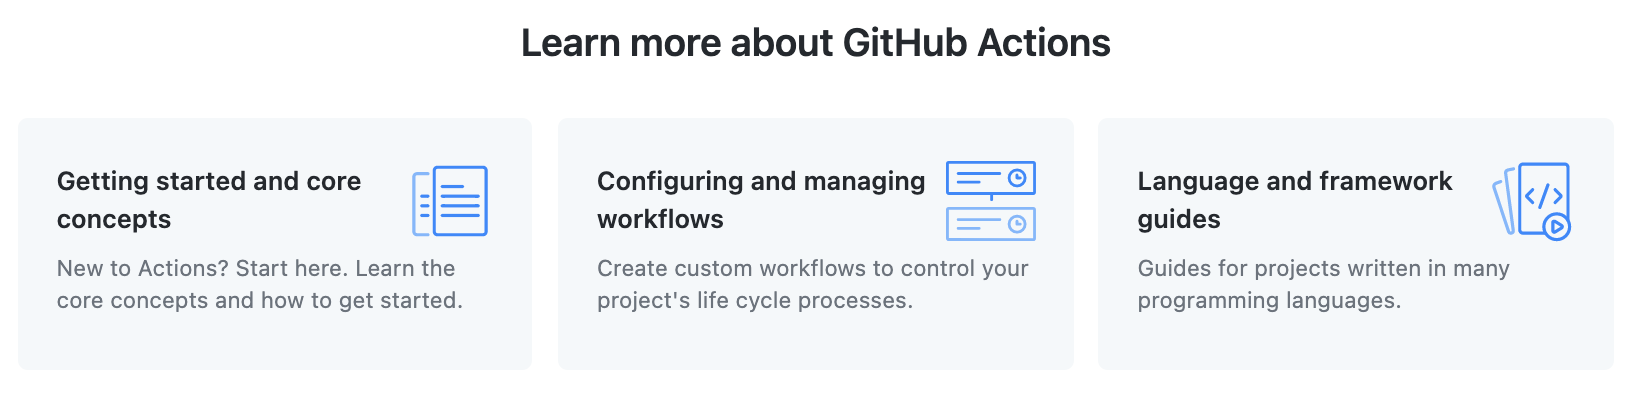 Learn more about GitHub Actions
Getting started and core
concepts
New to Actions? Start here. Learn the
core concepts and how to get started.
Configuring and managing
workflows
Create custom workflows to control your
project's life cycle processes.
Language and framework
guides
Guides for projects written in many
programming languages.